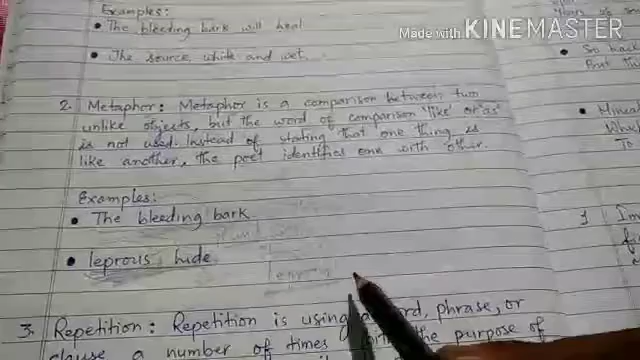 Examples:
• The bleeding bark will heal
• The source, white and wet.
Made with KINEMASTER
• So
2. Metaphor: Metaphor is a comparison between two
unlike objects, but the word of comparison 'like' or 'as'
is not used. Instead of stating that one thing is
like another, the poet identifies one with other.
Examples:
• The bleeding bark
• leprous hide
3. Repetition: Repetition is using a word, phrase, or
clause a number of times the purpose of